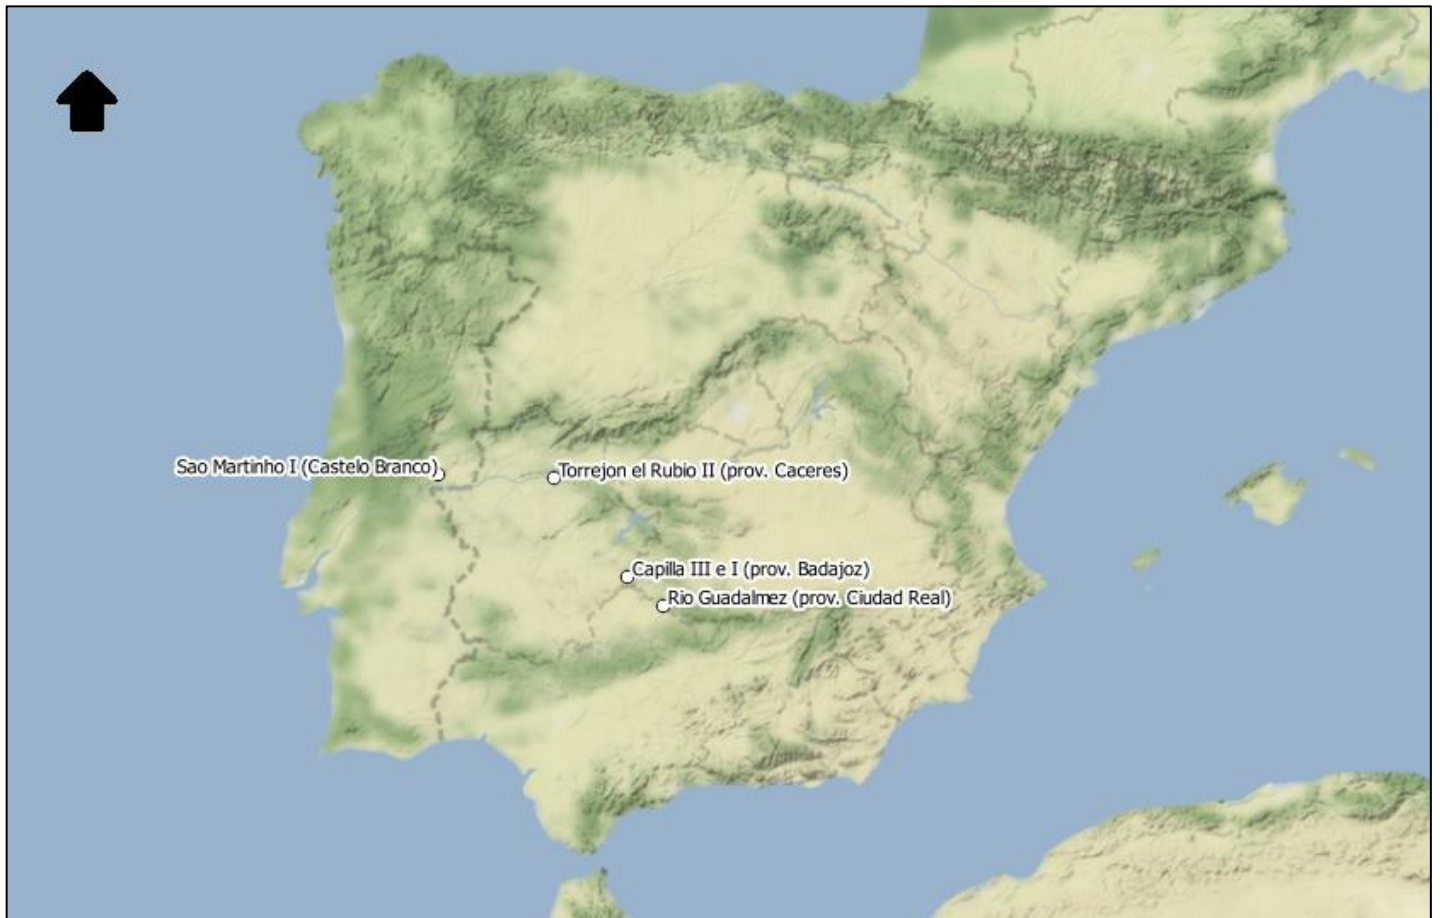 Sao Martinho I (Castelo Branco)
Torrejon el Rubio II (prov. Caceres)
Capilla III e I (prov. Badajoz)
Rio Guadalmez (prov. Ciudad Real)